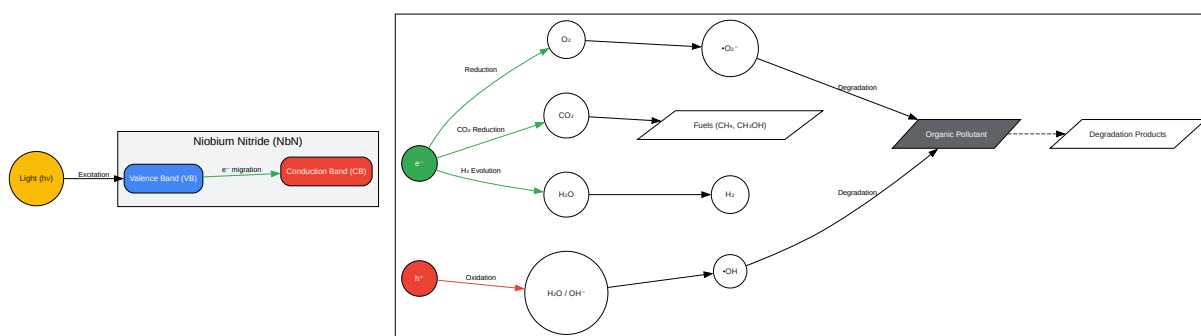 Light (hν)
Excitation
Niobium Nitride (NbN)
Valence Band (VB)
e⁻ migration
Conduction Band (CB)
e⁻
Reduction
O₂
•O₂⁻
Degradation
CO₂ Reduction
CO₂
Fuels (CH₄, CH₃OH)
H₂ Evolution
H₂O
H₂
h⁺
Oxidation
H₂O / OH⁻
•OH
Degradation
Organic Pollutant
Degradation Products